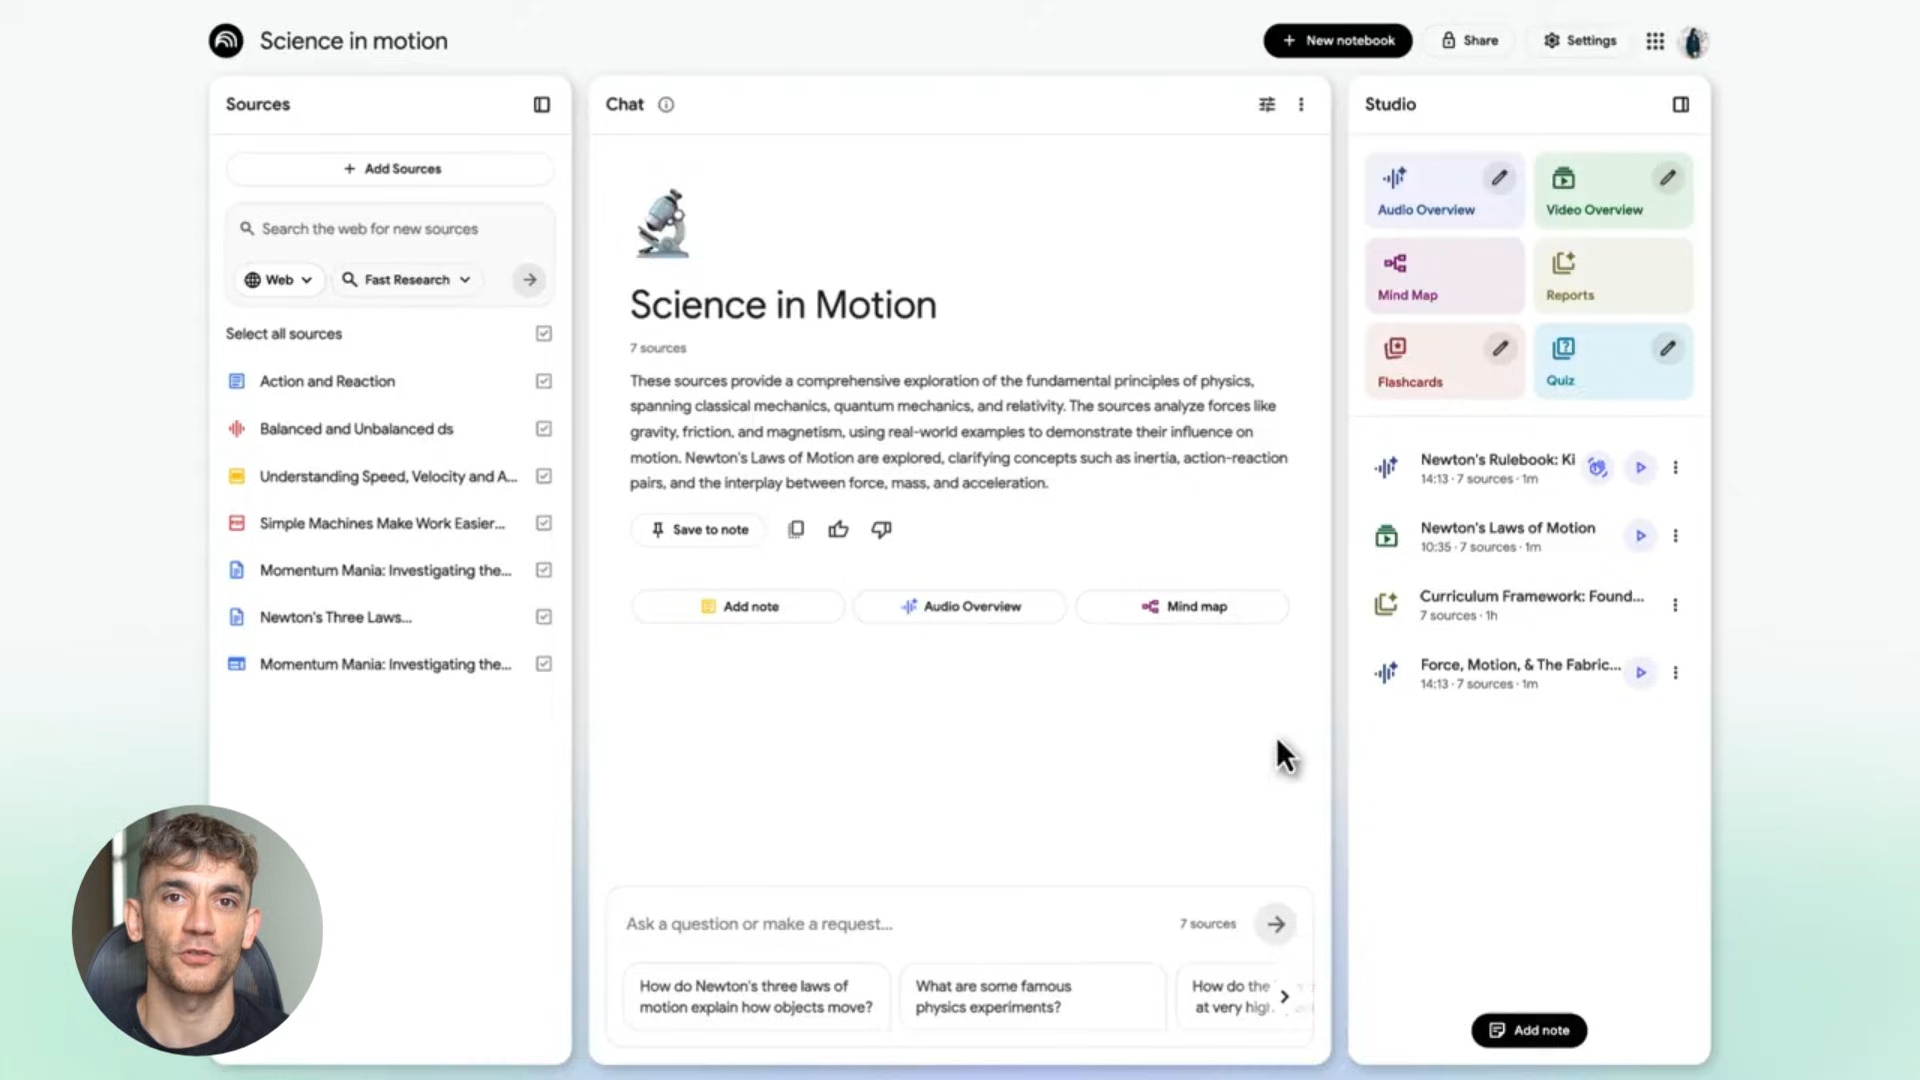 Science in motion
New notebook
Share
Settings
Sources
Add Sources
Search the web for new sources
Web
Fast Research
Select all sources
Action and Reaction
Balanced and Unbalanced ds
Understanding Speed, Velocity and A...
Simple Machines Make Work Easier...
Momentum Mania: Investigating the...
Newton's Three Laws...
Momentum Mania: Investigating the...
Chat
Science in Motion
7 sources
These sources provide a comprehensive exploration of the fundamental principles of physics,
spanning classical mechanics, quantum mechanics, and relativity. The sources analyze forces like
gravity, friction, and magnetism, using real-world examples to demonstrate their influence on
motion. Newton's Laws of Motion are explored, clarifying concepts such as inertia, action-reaction
pairs, and the interplay between force, mass, and acceleration.
Save to note
Add note
Audio Overview
Mind map
Ask a question or make a request...
7 sources
How do Newton's three laws of
motion explain how objects move?
What are some famous
physics experiments?
How do the
at very high
Studio
Audio Overview
Video Overview
Mind Map
Reports
Flashcards
Quiz
Newton's Rulebook: Ki
14:13 · 7 sources · 1m
Newton's Laws of Motion
10:35 · 7 sources · 1m
Curriculum Framework: Found...
7 sources · 1h
Force, Motion, & The Fabric...
14:13 · 7 sources · 1m
Add note